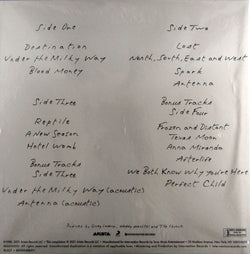 Side One
Destination
Under the Milky Way
Blood Money
Side Two
Lost
North, South, East and West
Spark
Antenna
Side Three
Reptile
A New Season
Hotel Womb
Side Three
Under the Milky Way (acoustic)
Antenna (acoustic)
Bonus Tracks
Side Four
Frozen and Distant
Texas Moon
Anna Miranda
Afterlife
We Both Know Why You're Here
Perfect Child
Bonus Tracks
ARISTA